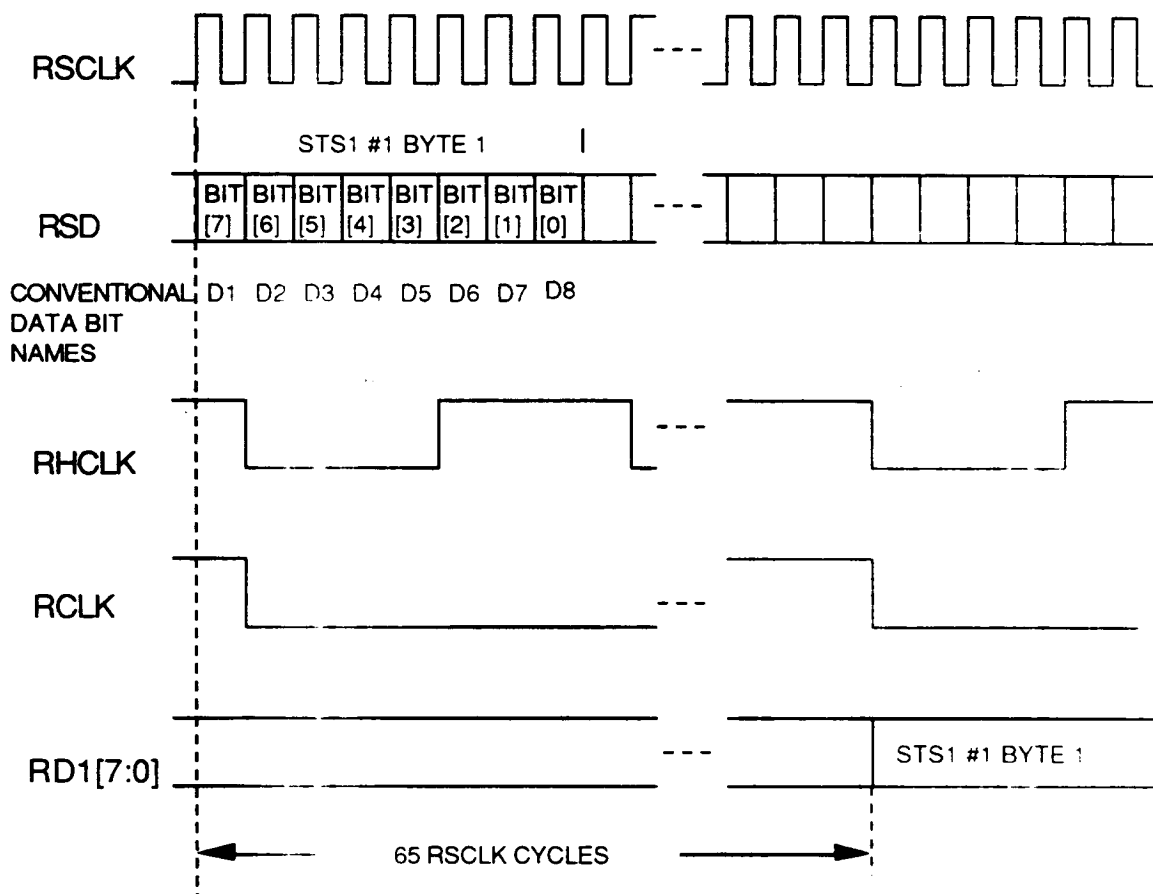 RSCLK
STS1 #1 BYTE 1
RSD
BIT [7] BIT [6] BIT [5] BIT [4] BIT [3] BIT [2] BIT [1] BIT [0]
CONVENTIONAL DATA BIT NAMES
D1 D2 D3 D4 D5 D6 D7 D8
RHCLK
RCLK
RD1[7:0]
STS1 #1 BYTE 1
65 RSCLK CYCLES